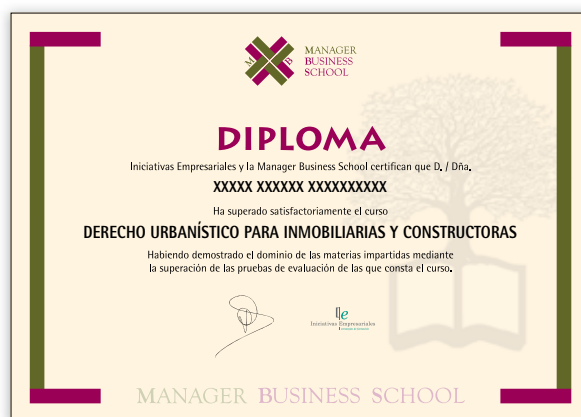 M B
MANAGER
BUSINESS
SCHOOL
DIPLOMA
Iniciativas Empresariales y la Manager Business School certifican que D. / Dña.
XXXXX XXXXXX XXXXXXXXXX
Ha superado satisfactoriamente el curso
DERECHO URBANÍSTICO PARA INMOBILIARIAS Y CONSTRUCTORAS
Habiendo demostrado el dominio de las materias impartidas mediante
la superación de las pruebas de evaluación de las que consta el curso.
Iniciativas Empresariales
MANAGER BUSINESS SCHOOL